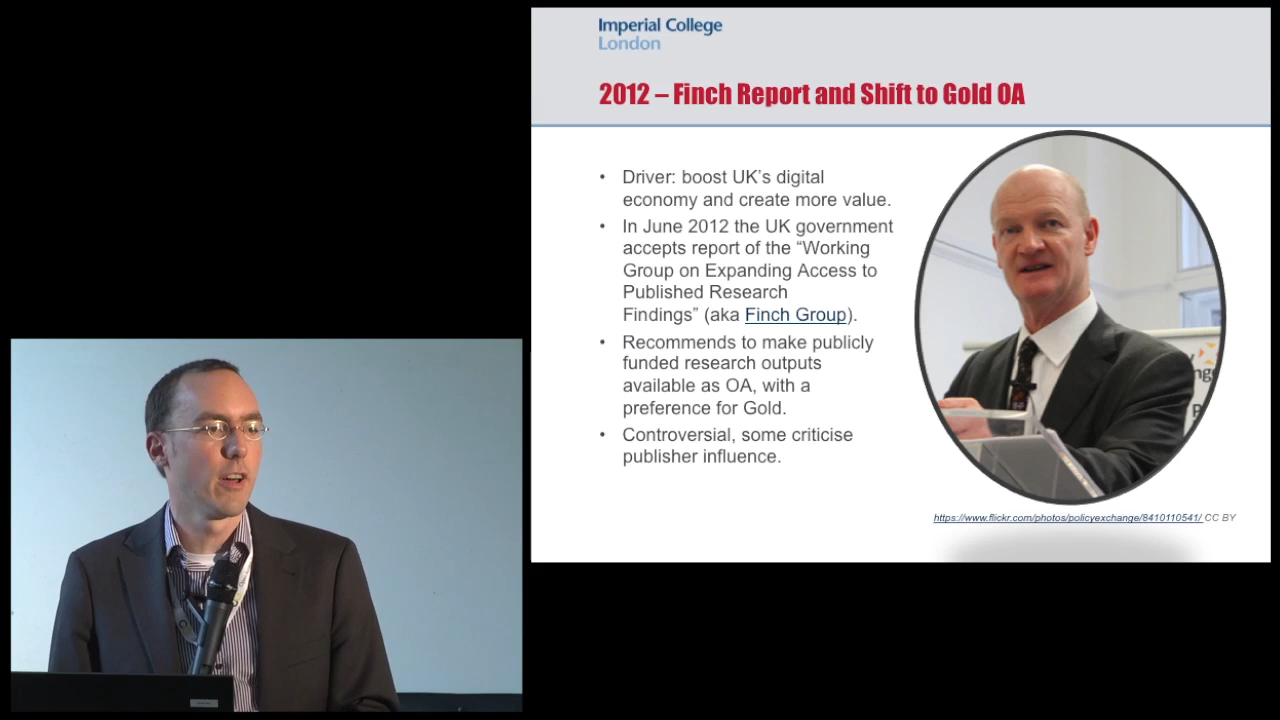 Imperial College
London
2012 – Finch Report and Shift to Gold OA
• Driver: boost UK’s digital
economy and create more value.
• In June 2012 the UK government
accepts report of the “Working
Group on Expanding Access to
Published Research
Findings” (aka Finch Group).
• Recommends to make publicly
funded research outputs
available as OA, with a
preference for Gold.
• Controversial, some criticise
publisher influence.
https://www.flickr.com/photos/policyexchange/8410110541/ CC BY